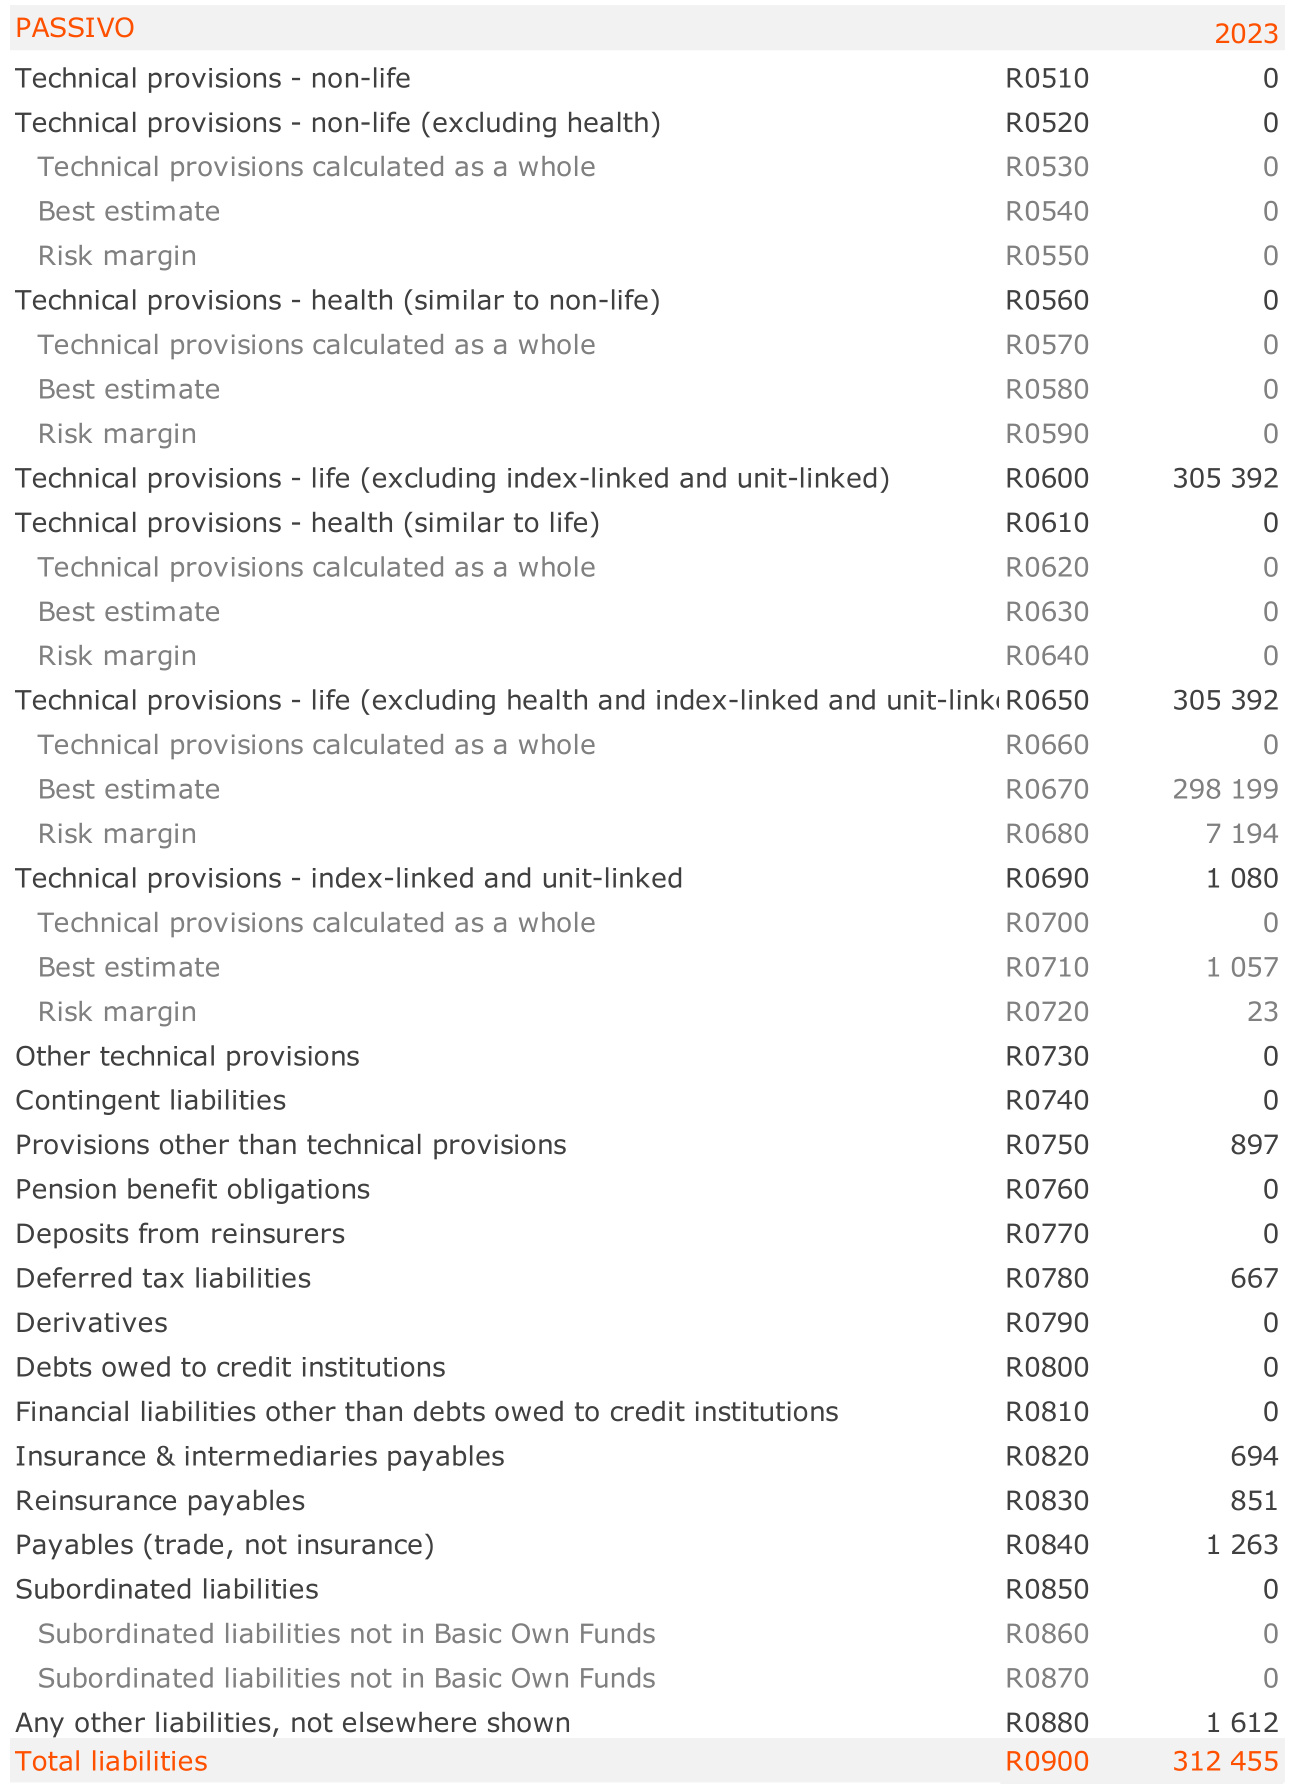 PASSIVO 2023
Technical provisions - non-life R0510 0
Technical provisions - non-life (excluding health) R0520 0
Technical provisions calculated as a whole R0530 0
Best estimate R0540 0
Risk margin R0550 0
Technical provisions - health (similar to non-life) R0560 0
Technical provisions calculated as a whole R0570 0
Best estimate R0580 0
Risk margin R0590 0
Technical provisions - life (excluding index-linked and unit-linked) R0600 305 392
Technical provisions - health (similar to life) R0610 0
Technical provisions calculated as a whole R0620 0
Best estimate R0630 0
Risk margin R0640 0
Technical provisions - life (excluding health and index-linked and unit-link R0650 305 392
Technical provisions calculated as a whole R0660 0
Best estimate R0670 298 199
Risk margin R0680 7 194
Technical provisions - index-linked and unit-linked R0690 1 080
Technical provisions calculated as a whole R0700 0
Best estimate R0710 1 057
Risk margin R0720 23
Other technical provisions R0730 0
Contingent liabilities R0740 0
Provisions other than technical provisions R0750 897
Pension benefit obligations R0760 0
Deposits from reinsurers R0770 0
Deferred tax liabilities R0780 667
Derivatives R0790 0
Debts owed to credit institutions R0800 0
Financial liabilities other than debts owed to credit institutions R0810 0
Insurance & intermediaries payables R0820 694
Reinsurance payables R0830 851
Payables (trade, not insurance) R0840 1 263
Subordinated liabilities R0850 0
Subordinated liabilities not in Basic Own Funds R0860 0
Subordinated liabilities not in Basic Own Funds R0870 0
Any other liabilities, not elsewhere shown R0880 1 612
Total liabilities R0900 312 455